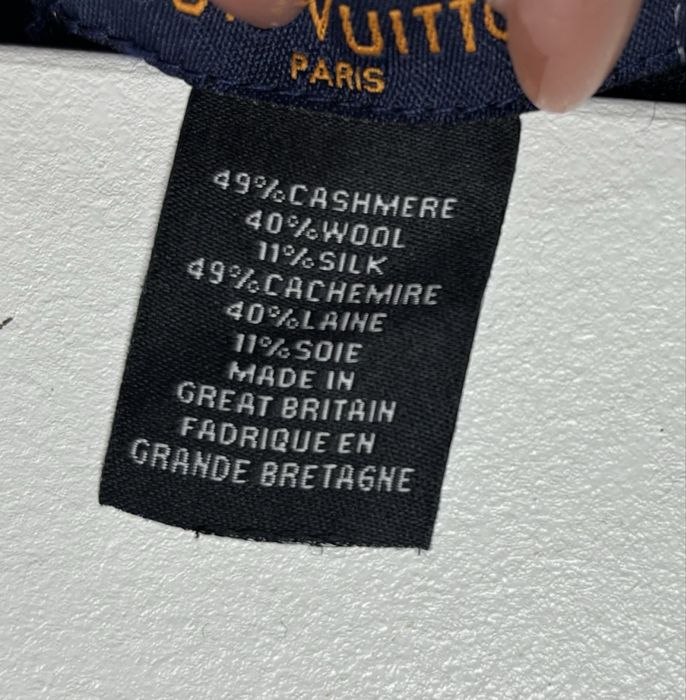 VUITTO
PARIS
49%CASHMERE
40%WOOL
11%SILK
49%CACHEMIRE
40%LAINE
11%SOIE
MADE IN
GREAT BRITAIN
FADRIQUE EN
GRANDE BRETAGNE